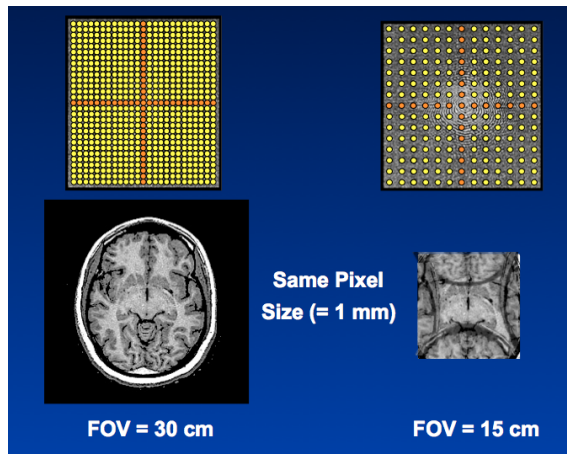 Same Pixel
Size (= 1 mm)
FOV = 30 cm
FOV = 15 cm